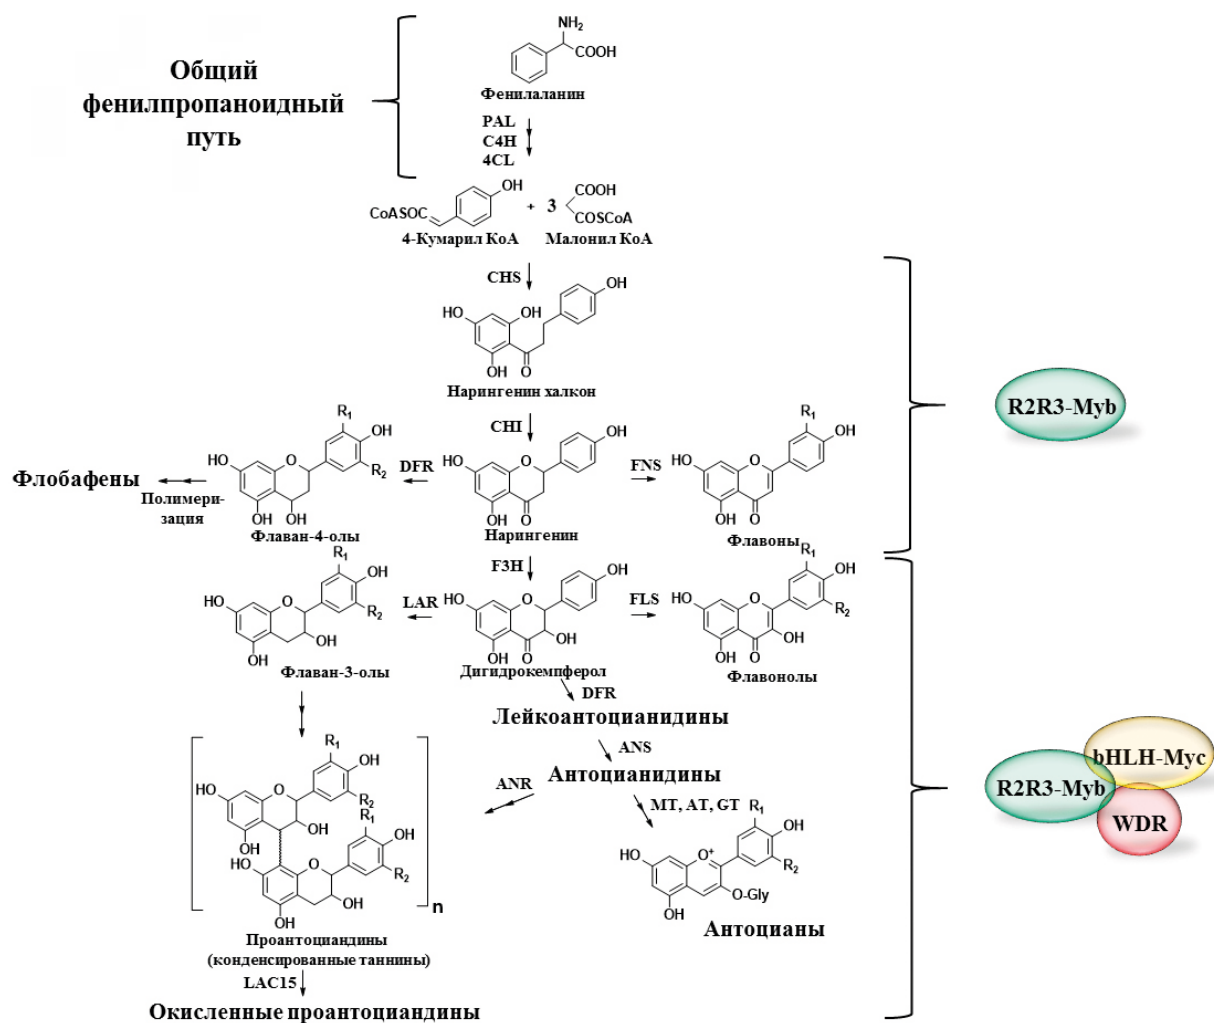 Общий
фенилпропаноидный
путь
NH2
COOH
Фенилаланин
PAL
C4H
4CL
OH
CoASOC
+ 3
COOH
COSCoA
4-Кумарил КоА
Малонил КоА
CHS
HO
OH
OH
OH
O
Нарингенин халкон
R2R3-Myb
CHI
Флобафены
Полимери-
зация
R1
OH
HO
O
R2
OH
OH
Флаван-4-олы
DFR
OH
HO
O
OH
O
Нарингенин
FNS
R1
OH
HO
O
OH
O
Флавоны
F3H
R1
OH
HO
O
R2
OH
OH
Флаван-3-олы
LAR
OH
HO
O
OH
OH
O
Дигидрокемпферол
FLS
R1
OH
HO
O
R2
OH
OH
O
Флавонолы
DFR
Лейкоантоцианидины
ANS
Антоцианидины
ANR
MT, AT, GT
bHLH-Myc
R2R3-Myb
WDR
R1
OH
HO
O
R2
OH
OH
R1
OH
HO
O
R2
OH
OH
n
R1
OH
HO
O+
R2
O-Gly
OH
Антоцианы
Проантоциандины
(конденсированные таннины)
LAC15
Окисленные проантоциандины